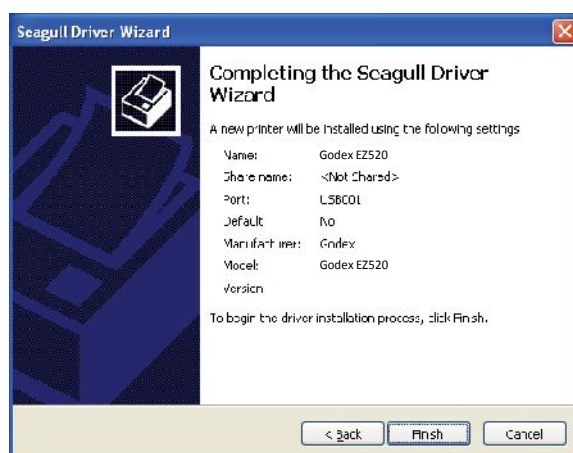 Seagull Driver Wizard
Completing the Seagull Driver
Wizard
A new printer will be installed using the following settings
Name: Godex EZ520
Share name: <Not Shared>
Port: USB001
Default No
Manufacturer: Godex
Model: Godex EZ520
Version
To begin the driver installation process, click Finish.
< Back Finish Cancel